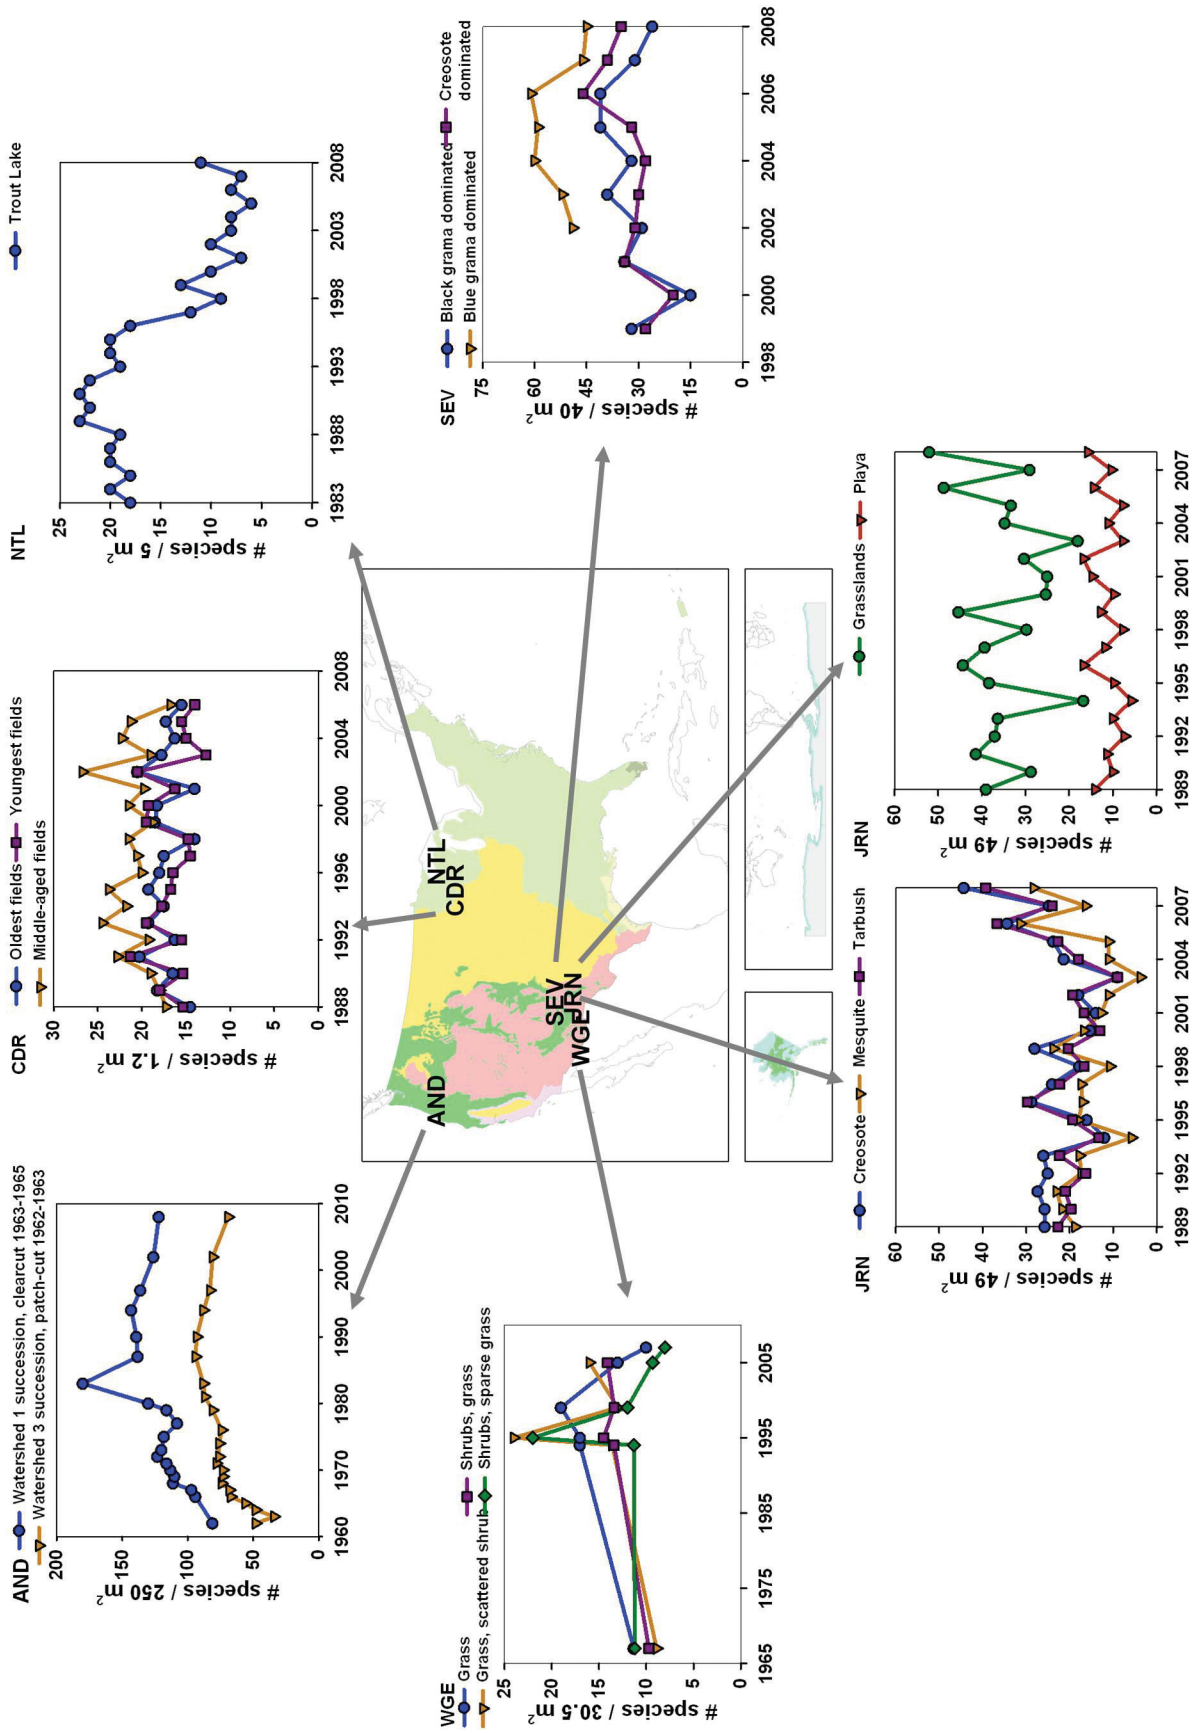 AND
Watershed 1 succession, clearcut 1963-1965
Watershed 3 succession, patch-cut 1962-1963
# species / 250 m²
200
150
100
50
0
1960
1970
1980
1990
2000
2010
CDR
Oldest fields
Youngest fields
Middle-aged fields
# species / 1.2 m²
30
25
20
15
10
5
0
1988
1992
1996
2000
2004
2008
NTL
Trout Lake
# species / 5 m²
25
20
15
10
5
0
1983
1988
1993
1998
2003
2008
AND
CDR
NTL
SEV
JRN
WGE
WGE
Grass
Shrubs, grass
Grass, scattered shrub
Shrubs, sparse grass
# species / 30.5 m²
25
20
15
10
5
0
1965
1975
1985
1995
2005
SEV
Black grama dominated
Creosote dominated
Blue grama dominated
# species / 40 m²
75
60
45
30
15
0
1998
2000
2002
2004
2006
2008
JRN
Creosote
Mesquite
Tarbush
# species / 49 m²
60
50
40
30
20
10
0
1989
1992
1995
1998
2001
2004
2007
JRN
Grasslands
Playa
# species / 49 m²
60
50
40
30
20
10
0
1989
1992
1995
1998
2001
2004
2007